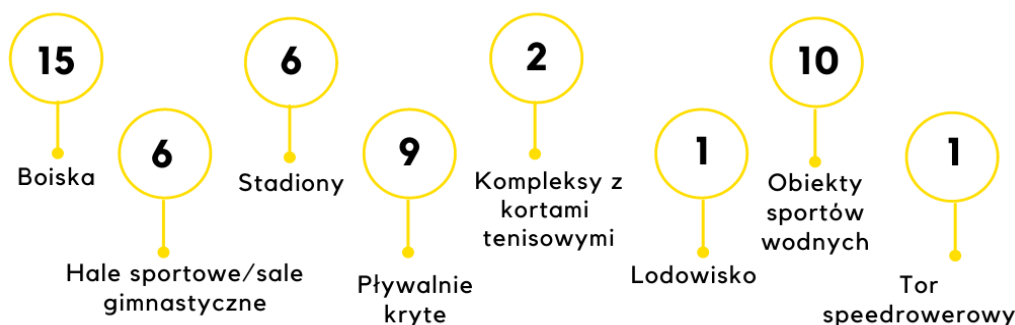 15
Boiska
6
Hale sportowe/sale
gimnastyczne
6
Stadiony
9
Pływalnie
kryte
2
Kompleksy z
kortami
tenisowymi
1
Lodowisko
10
Obiekty
sportów
wodnych
1
Tor
speedrowerowy